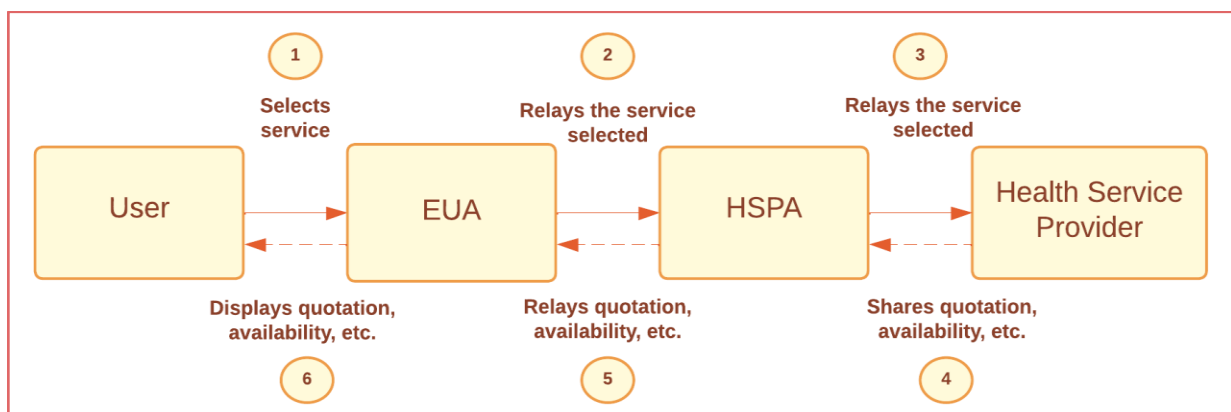 1
2
3
Selects
service
Relays the service
selected
Relays the service
selected
User
EUA
HSPA
Health Service
Provider
Displays quotation,
availability, etc.
Relays quotation,
availability, etc.
Shares quotation,
availability, etc.
6
5
4